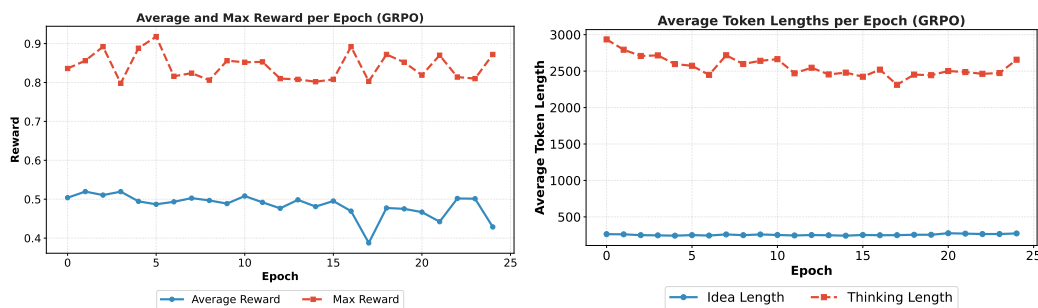 Average and Max Reward per Epoch (GRPO)
Reward
0.9
0.8
0.7
0.6
0.5
0.4
0 5 10 15 20 25
Epoch
Average Reward Max Reward
Average Token Lengths per Epoch (GRPO)
Average Token Length
3000
2500
2000
1500
1000
500
0 5 10 15 20 25
Epoch
Idea Length Thinking Length